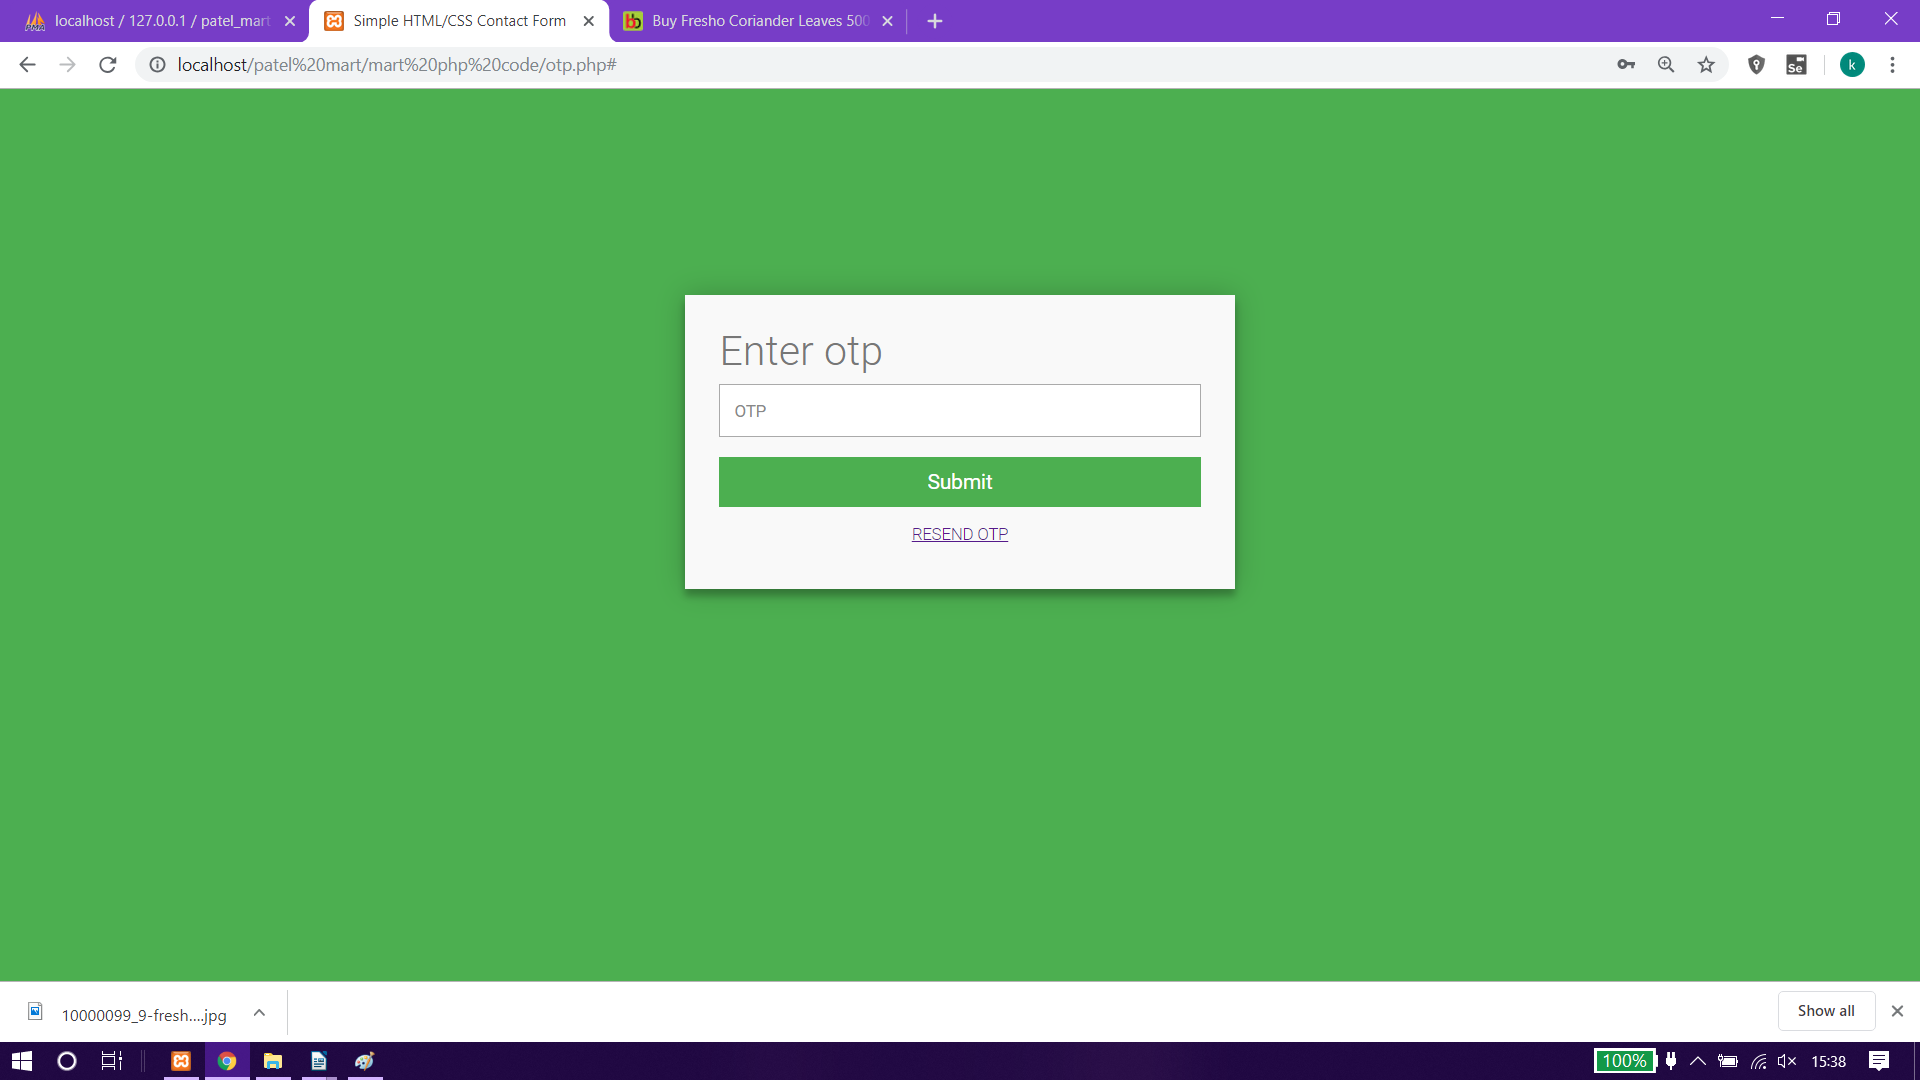 localhost / 127.0.0.1 / patel_mart
Simple HTML/CSS Contact Form
Buy Fresho Coriander Leaves 500
localhost/patel%20mart/mart%20php%20code/otp.php#
Se
k
Enter otp
OTP
Submit
RESEND OTP
10000099_9-fresh....jpg
Show all
100%
15:38